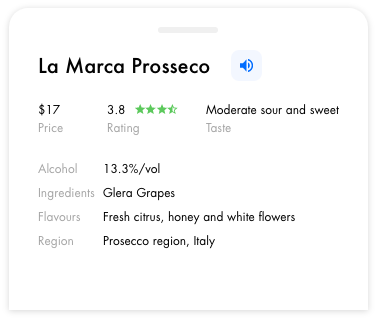 La Marca Prosseco
$17 3.8 Moderate sour and sweet
Price Rating Taste
Alcohol 13.3%/vol
Ingredients Glera Grapes
Flavours Fresh citrus, honey and white flowers
Region Prosecco region, Italy